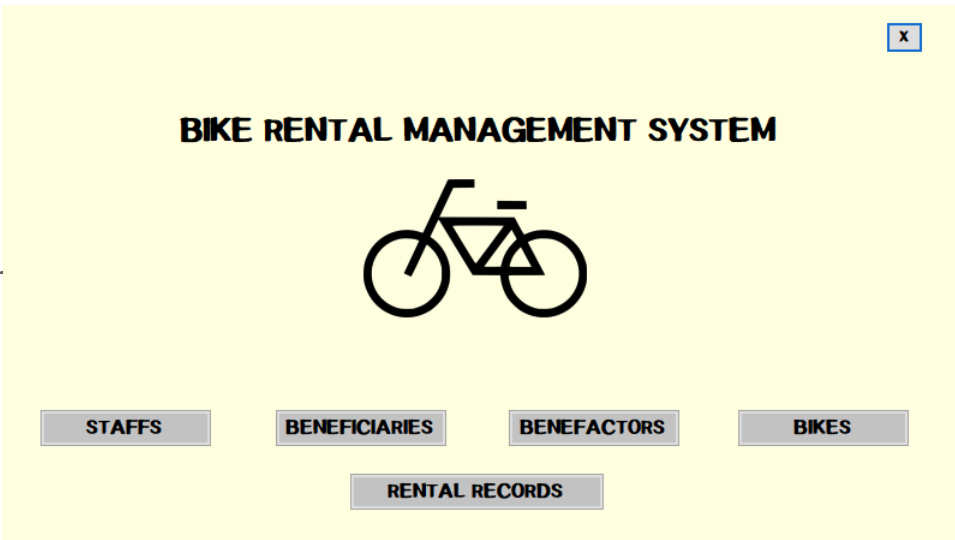 X
BIKE RENTAL MANAGEMENT SYSTEM
STAFFS
BENEFICIARIES
BENEFACTORS
BIKES
RENTAL RECORDS